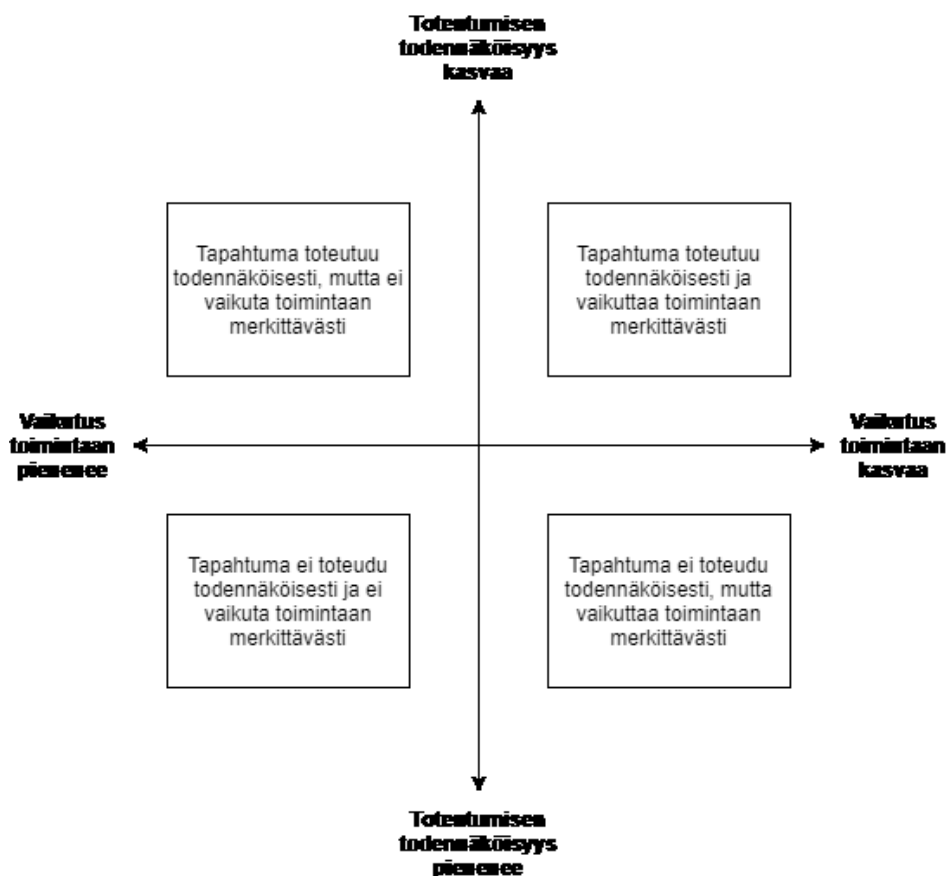 Toteutumisen
todennäköisyys
kasvaa
Tapahtuma toteutuu
todennäköisesti, mutta ei
vaikuta toimintaan
merkittävästi
Tapahtuma toteutuu
todennäköisesti ja
vaikuttaa toimintaan
merkittävästi
Vaikutus
toimintaan
pienenee
Vaikutus
toimintaan
kasvaa
Tapahtuma ei toteudu
todennäköisesti ja ei
vaikuta toimintaan
merkittävästi
Tapahtuma ei toteudu
todennäköisesti, mutta
vaikuttaa toimintaan
merkittävästi
Toteutumisen
todennäköisyys
pienenee